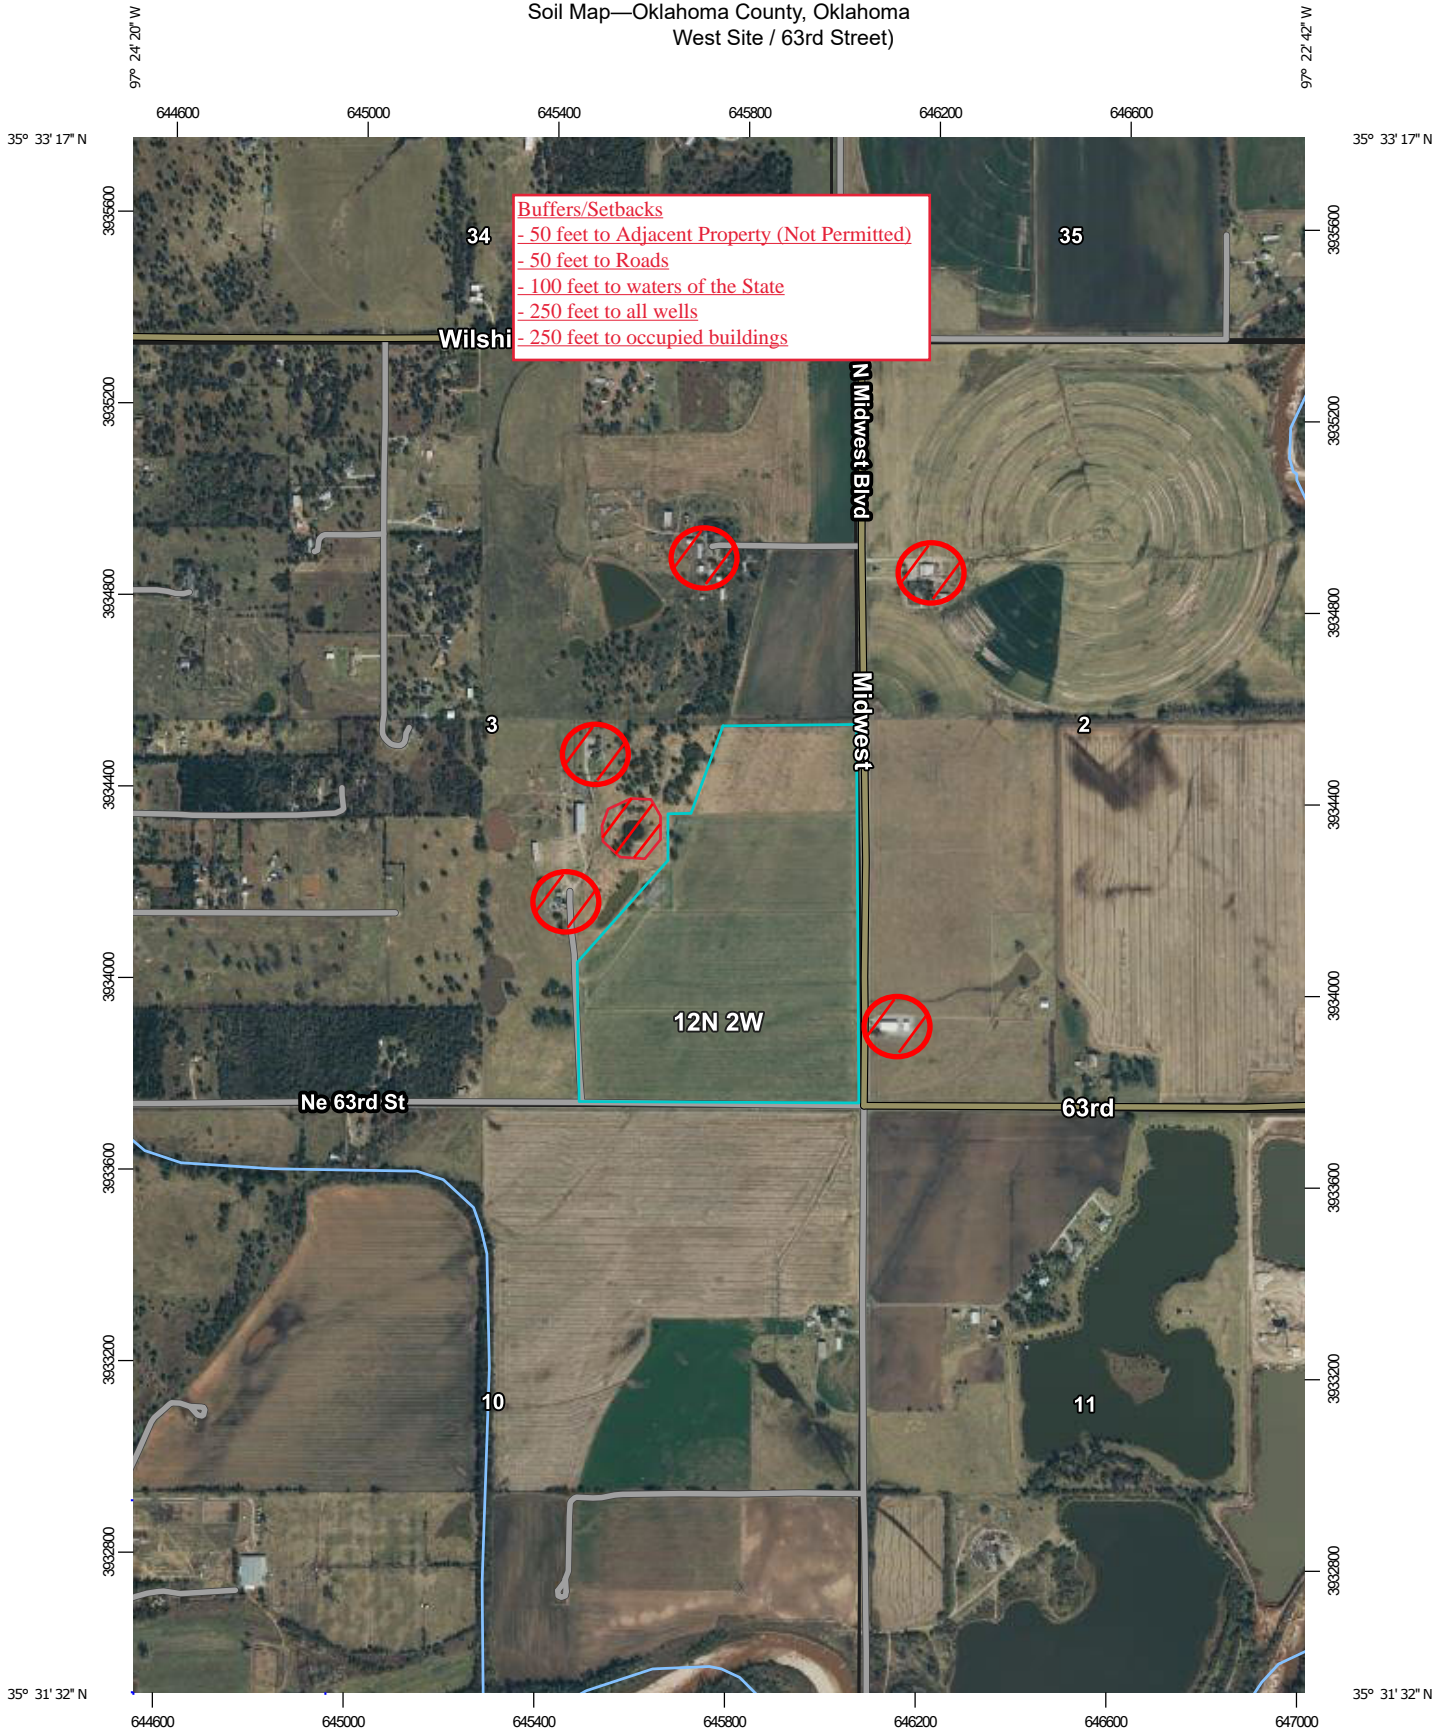 Soil Map—Oklahoma County, Oklahoma
West Site / 63rd Street)
97° 24' 20'' W
97° 22' 42'' W
644600 645000 645400 645800 646200 646600
35° 33' 17'' N
35° 33' 17'' N
3935600
3935600
34
35
Buffers/Setbacks
- 50 feet to Adjacent Property (Not Permitted)
- 50 feet to Roads
- 100 feet to waters of the State
- 250 feet to all wells
- 250 feet to occupied buildings
Wilshi
N Midwest Blvd
3935200
3935200
3934800
3934800
Midwest
3
2
3934400
3934400
3934000
3934000
12N 2W
Ne 63rd St
63rd
3933600
3933600
3933200
3933200
10
11
3932800
3932800
35° 31' 32'' N
35° 31' 32'' N
644600 645000 645400 645800 646200 646600 647000